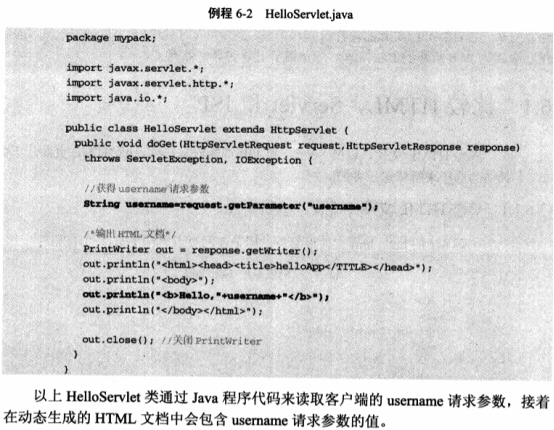 例程 6-2 HelloServlet.java
package mypack;
import javax.servlet.*;
import javax.servlet.http.*;
import java.io.*;
public class HelloServlet extends HttpServlet {
public void doGet(HttpServletRequest request,HttpServletResponse response)
throws ServletException, IOException {
//获得 username 请求参数
String username=request.getParameter("username");
/*输出 HTML 文档*/
PrintWriter out = response.getWriter();
out.println("<html><head><title>helloApp</TITLE></head>");
out.println("<body>");
out.println("<b>Hello,"+username+"</b>");
out.println("</body></html>");
out.close(); //关闭 PrintWriter
}
}
以上 HelloServlet 类通过 Java 程序代码来读取客户端的 username 请求参数，接着
在动态生成的 HTML 文档中会包含 username 请求参数的值。